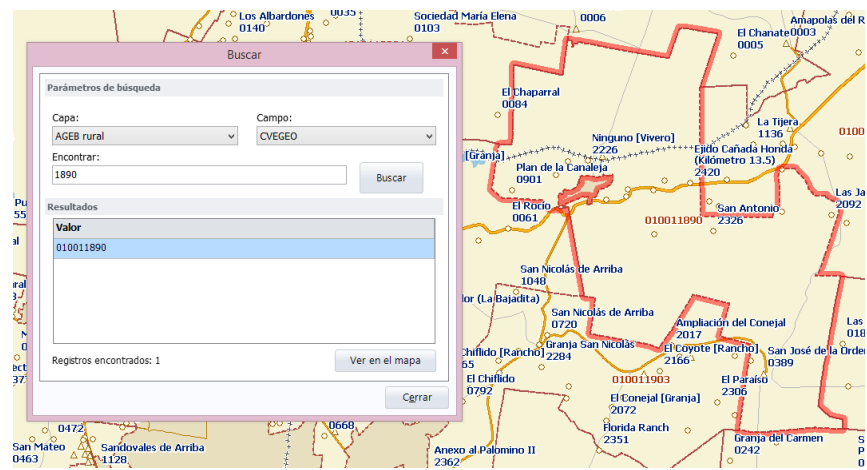 Buscar
Parámetros de búsqueda
Capa:
Campo:
AGEB rural
CVEGEO
Encontrar:
1890
Buscar
Resultados
Valor
010011890
Registros encontrados: 1
Ver en el mapa
Cerrar
Los Albardones
0140
0035
Sociedad María Elena
0103
0006
Amapolas del R
0003
El Chanate
0005
El Chaparral
0084
La Tijera
1136
0100
Ninguno [Vivero]
2226
Ejido Cañada Honda
(Kilómetro 13.5)
2420
[Granja]
Plan de la Canaleja
0901
Las Ja
2092
El Rocío
0061
010011890
San Antonio
2326
San Nicolás de Arriba
1048
or (La Bajadita)
San Nicolás de Arriba
0720
Ampliación del Conejal
2017
Las
018
Granja San Nicolás
2284
Chiflido [Rancho]
65
El Coyote [Rancho]
2166
San José de la Orde
0389
El Chiflido
0792
010011903
El Paraíso
2306
El Conejal [Granja]
2072
Florida Ranch
2351
Granja del Carmen
0242
Anexo al Palomino II
2362
0472
0668
San Mateo
0463
Sandovales de Arriba
1128